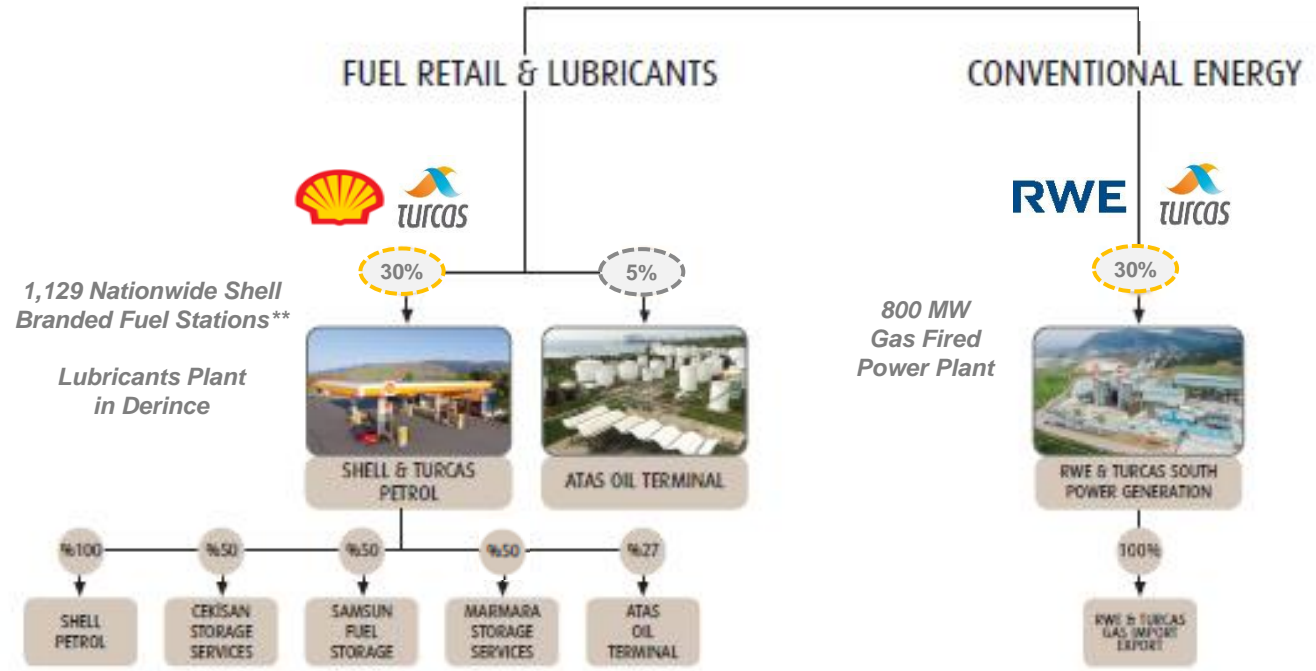 FUEL RETAIL & LUBRICANTS
CONVENTIONAL ENERGY
TURCAS
RWE
TURCAS
30%
5%
30%
1,129 Nationwide Shell
Branded Fuel Stations**
Lubricants Plant
in Derince
800 MW
Gas Fired
Power Plant
SHELL & TURCAS
PETROL
ATAS OIL TERMINAL
RWE & TURCAS SOUTH
POWER GENERATION
%100
%50
%50
%50
%27
100%
SHELL
PETROL
CEKİSAN
STORAGE
SERVICES
SAMSUN
FUEL
STORAGE
MARMARA
STORAGE
SERVICES
ATAS
OIL
TERMINAL
RWE & TURCAS
GAS IMPORT
EXPORT